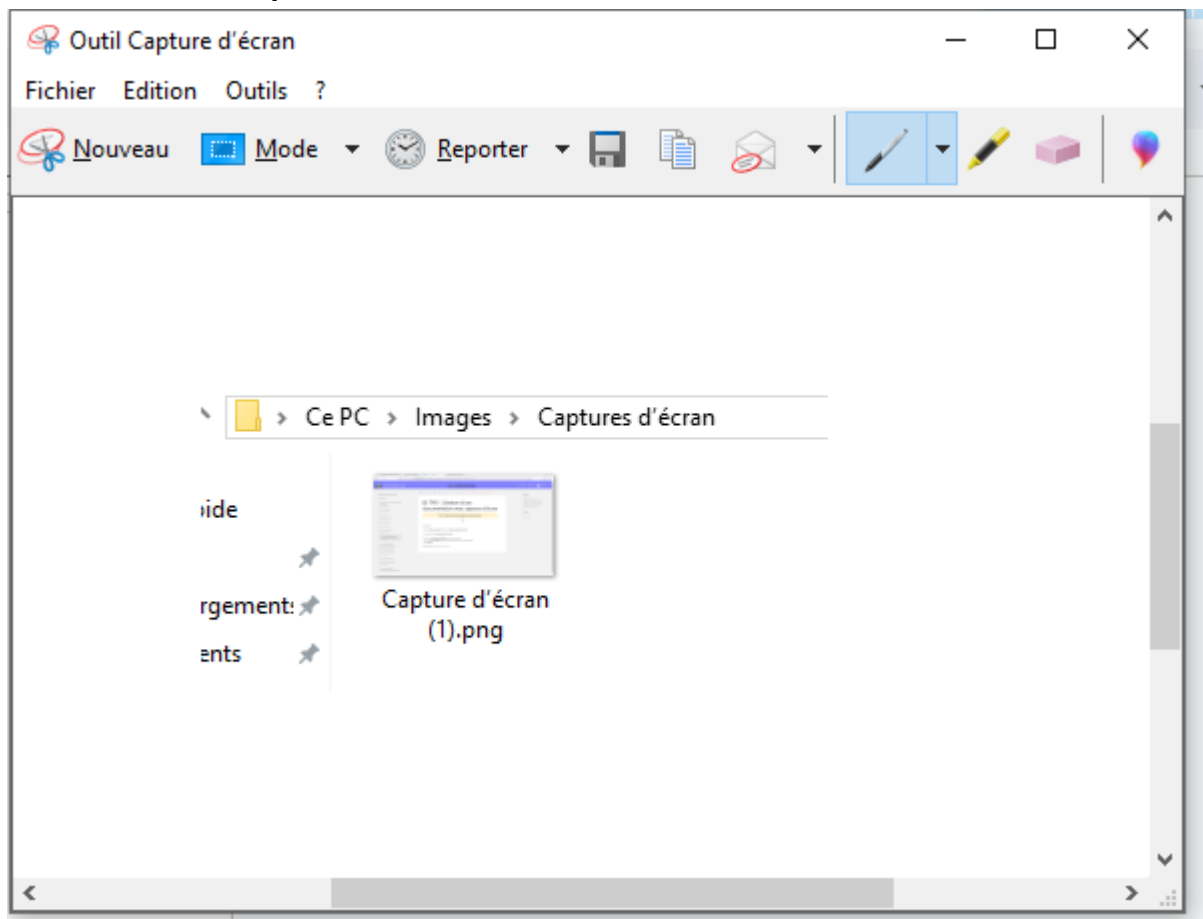 Outil Capture d'écran
Fichier Edition Outils ?
Nouveau Mode Reporter
Ce PC > Images > Captures d'écran
ide
rgements
ents
Capture d'écran
(1).png